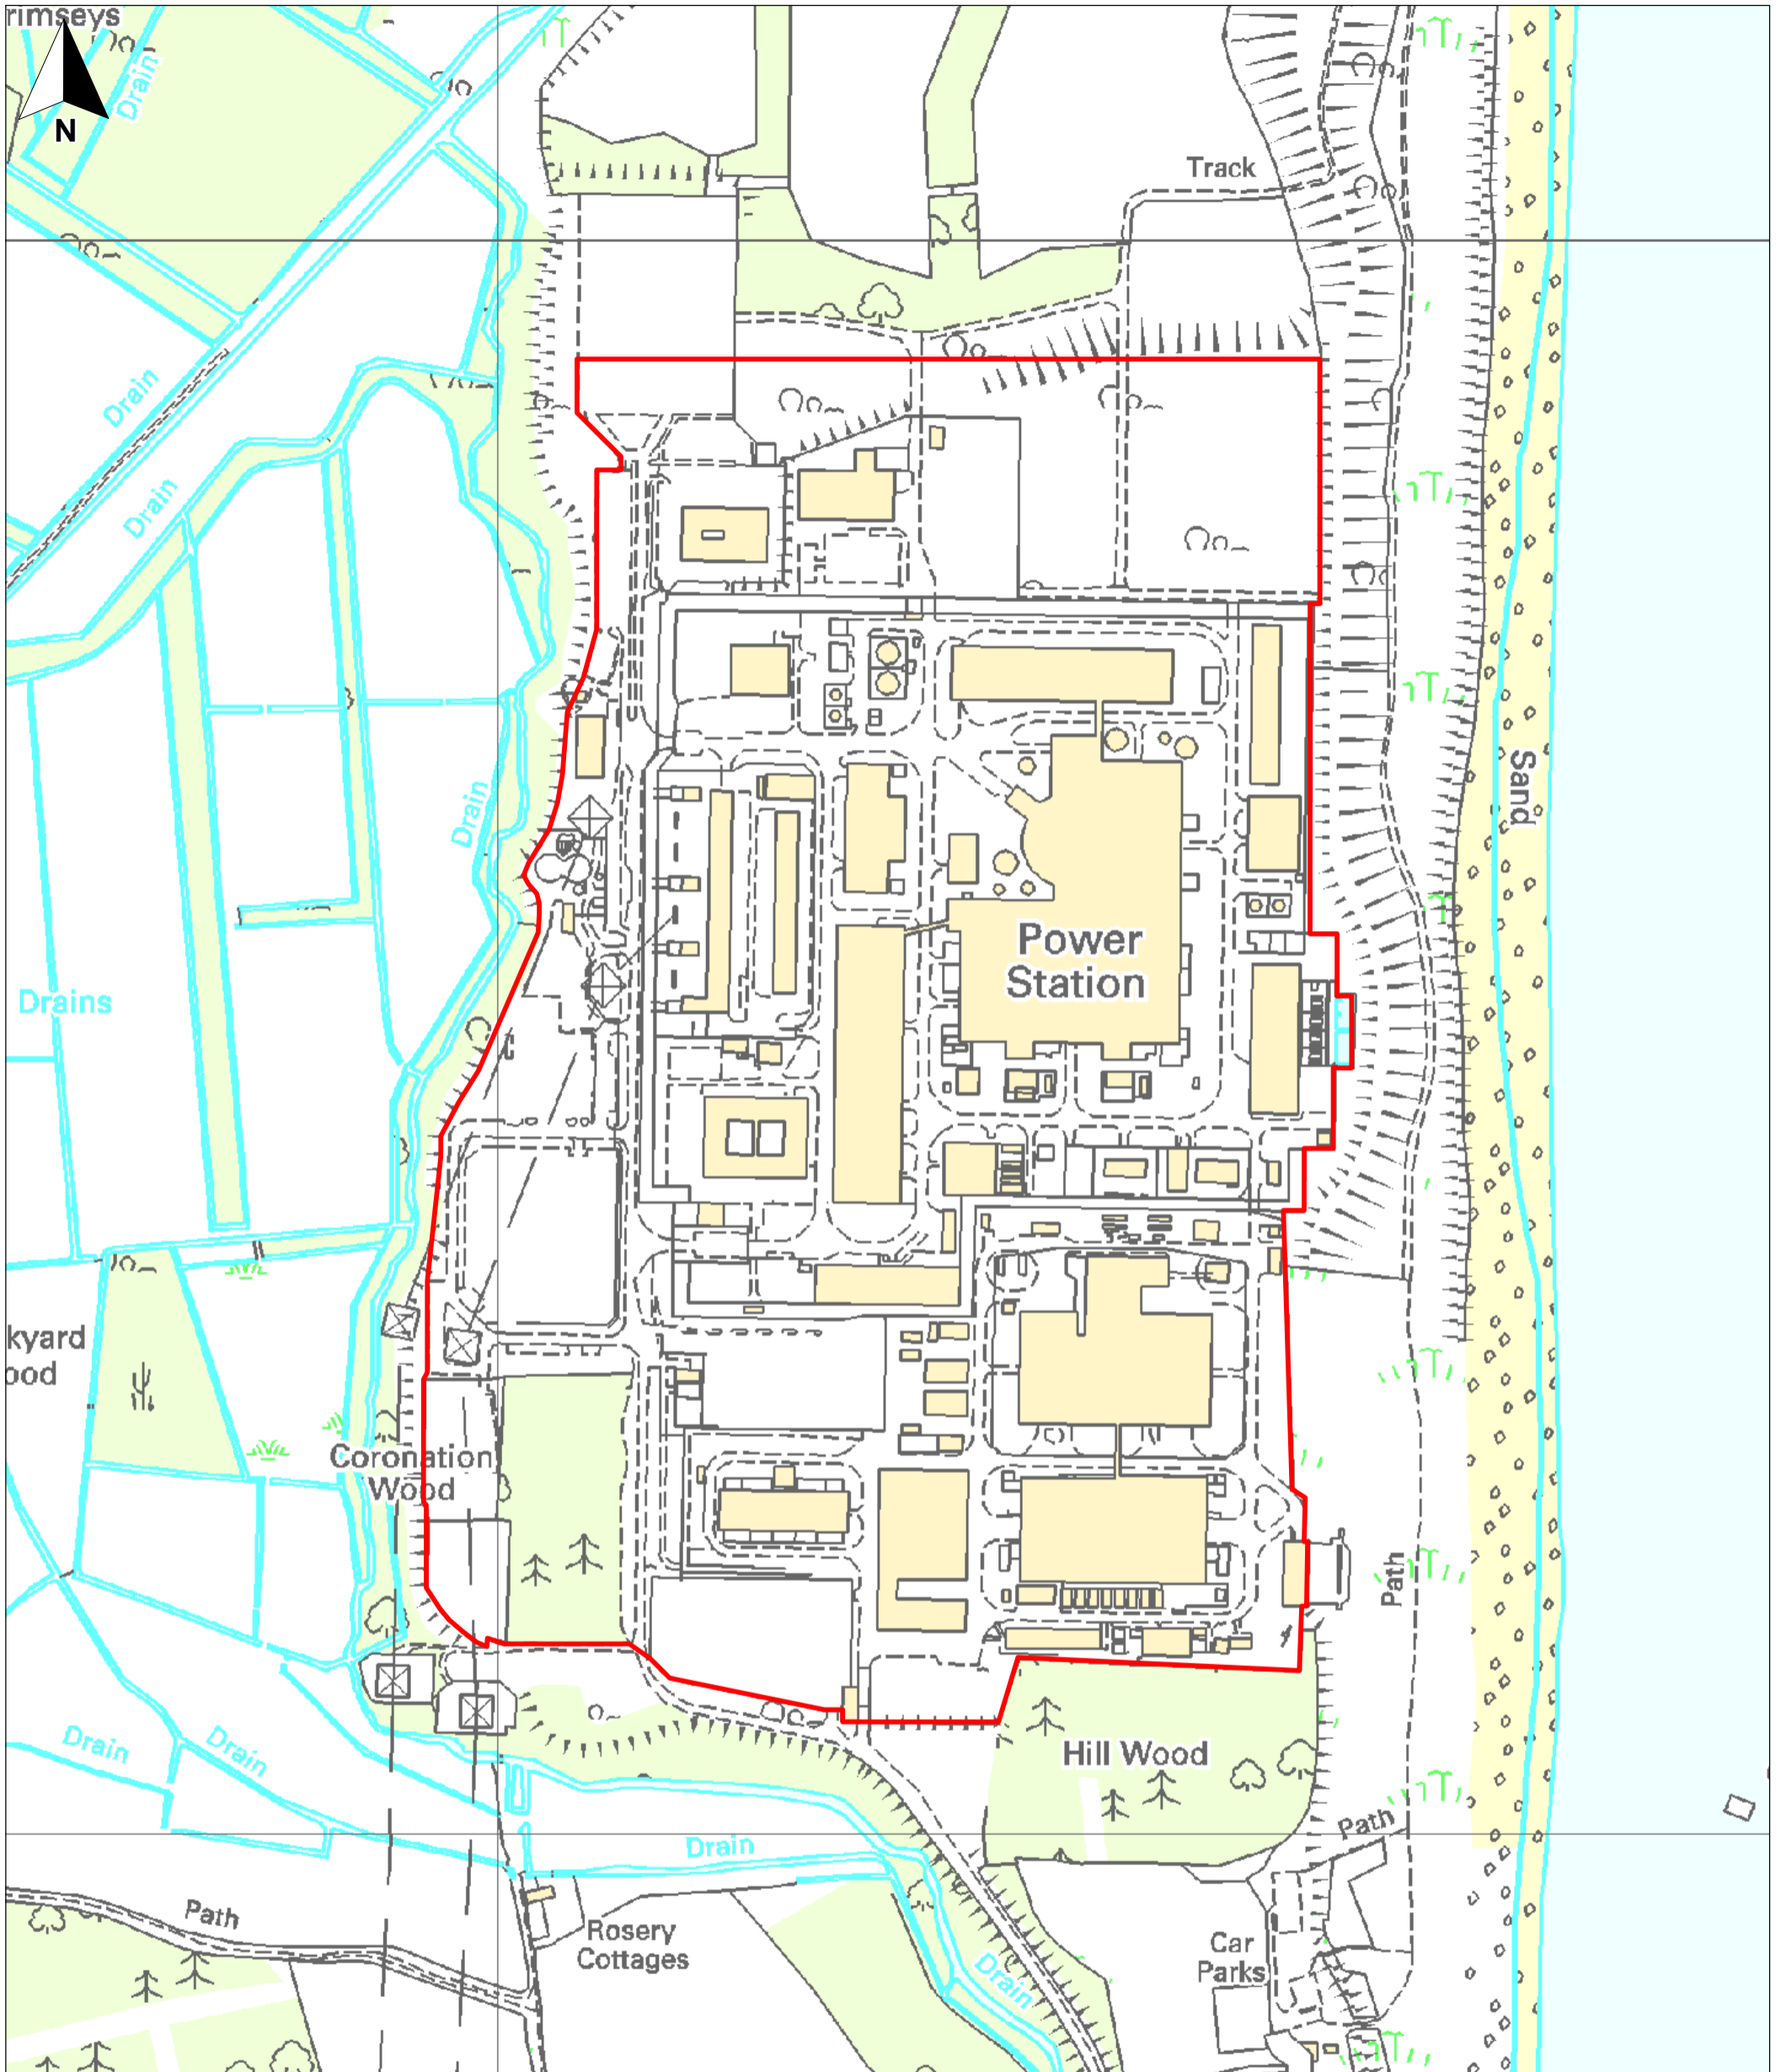 rimseys
Drain
N
Track
Drain
Drain
Sand
Drain
Power
Station
Drains
kyard
ood
Coronation
Wood
Path
Hill Wood
Drain
Drain
Path
Drain
Path
Rosery
Cottages
Car
Parks
Drain